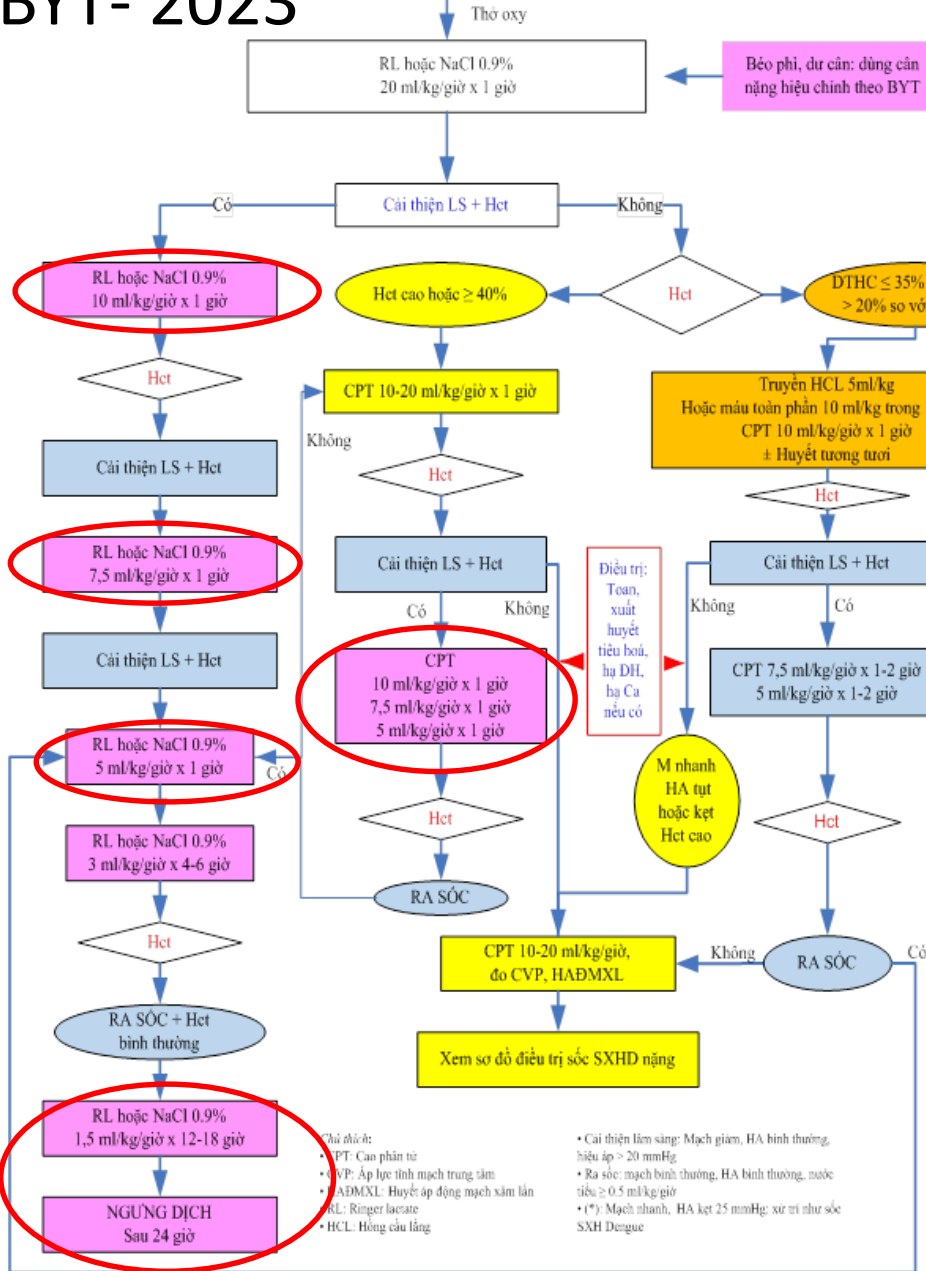 BYT- 2023
Thở oxy
RL hoặc NaCl 0.9%
20 ml/kg/giờ x 1 giờ
Béo phì, dư cân: dùng cân
nặng hiệu chỉnh theo BYT
Cải thiện LS + Hct
Có
Không
RL hoặc NaCl 0.9%
10 ml/kg/giờ x 1 giờ
Hct cao hoặc ≥ 40%
Hct
DTHC ≤ 35%
> 20% so với
Hct
CPT 10-20 ml/kg/giờ x 1 giờ
Truyền HCL 5ml/kg
Hoặc máu toàn phần 10 ml/kg trong
CPT 10 ml/kg/giờ x 1 giờ
± Huyết tương tươi
Không
Cải thiện LS + Hct
Hct
Hct
RL hoặc NaCl 0.9%
7,5 ml/kg/giờ x 1 giờ
Cải thiện LS + Hct
Điều trị:
Toan,
xuất
huyết
tiêu hoá,
hạ ĐH,
hạ Ca
nếu có
Cải thiện LS + Hct
Có
Không
Không
Có
Cải thiện LS + Hct
CPT
10 ml/kg/giờ x 1 giờ
7,5 ml/kg/giờ x 1 giờ
5 ml/kg/giờ x 1 giờ
CPT 7,5 ml/kg/giờ x 1-2 giờ
5 ml/kg/giờ x 1-2 giờ
RL hoặc NaCl 0.9%
5 ml/kg/giờ x 1 giờ
Có
M nhanh
HA tụt
hoặc kẹt
Hct cao
Hct
Hct
RL hoặc NaCl 0.9%
3 ml/kg/giờ x 4-6 giờ
RA SỐC
Hct
CPT 10-20 ml/kg/giờ,
đo CVP, HAĐMXL
Không
RA SỐC
Có
RA SỐC + Hct
bình thường
Xem sơ đồ điều trị sốc SXHD nặng
RL hoặc NaCl 0.9%
1,5 ml/kg/giờ x 12-18 giờ
NGƯNG DỊCH
Sau 24 giờ
Chú thích:
• CPT: Cao phân tử
• CVP: Áp lực tĩnh mạch trung tâm
• HAĐMXL: Huyết áp động mạch xâm lấn
• RL: Ringer lactate
• HCL: Hồng cầu lắng
• Cải thiện lâm sàng: Mạch giảm, HA bình thường,
hiệu áp > 20 mmHg
• Ra sốc: mạch bình thường, HA bình thường, nước
tiểu ≥ 0.5 ml/kg/giờ
• (*): Mạch nhanh, HA kẹt 25 mmHg: xử trí như sốc
SXH Dengue